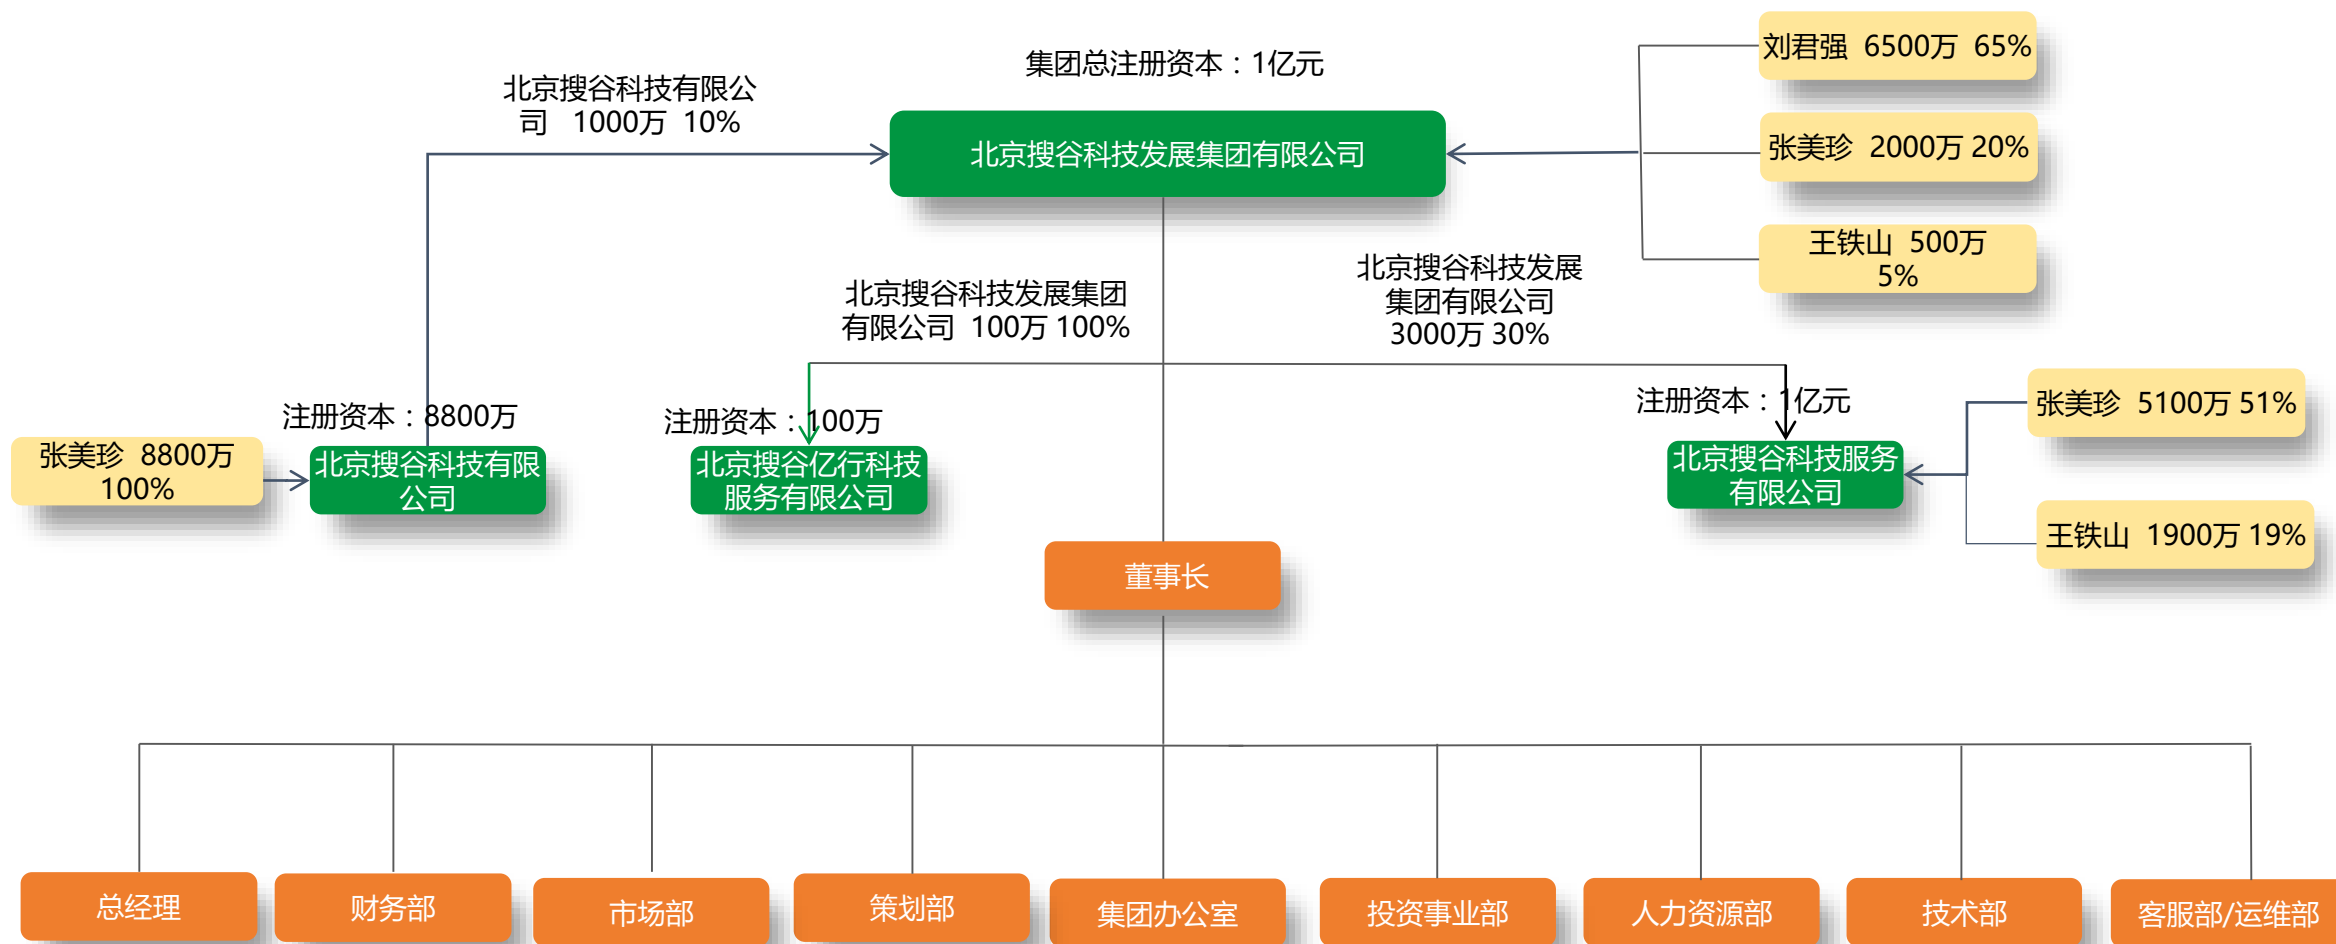 刘君强 6500万 65%
集团总注册资本：1亿元
北京搜谷科技有限公
司 1000万 10%
北京搜谷科技发展集团有限公司
张美珍 2000万 20%
王铁山 500万
5%
北京搜谷科技发展集团
有限公司 100万 100%
北京搜谷科技发展
集团有限公司
3000万 30%
注册资本：8800万
注册资本：100万
注册资本：1亿元
张美珍 5100万 51%
张美珍 8800万
100%
北京搜谷科技有限
公司
北京搜谷亿行科技
服务有限公司
北京搜谷科技服务
有限公司
王铁山 1900万 19%
董事长
总经理
财务部
市场部
策划部
集团办公室
投资事业部
人力资源部
技术部
客服部/运维部